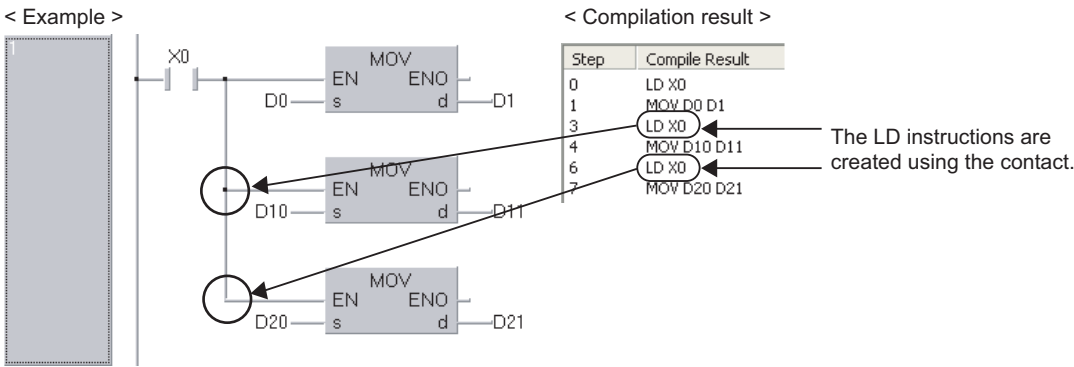 < Example >
1
X0
MOV
EN ENO
D0 s d D1
MOV
EN ENO
D10 s d D11
MOV
EN ENO
D20 s d D21
< Compilation result >
Step Compile Result
0 LD X0
1 MOV D0 D1
3 LD X0
4 MOV D10 D11
6 LD X0
7 MOV D20 D21
The LD instructions are
created using the contact.